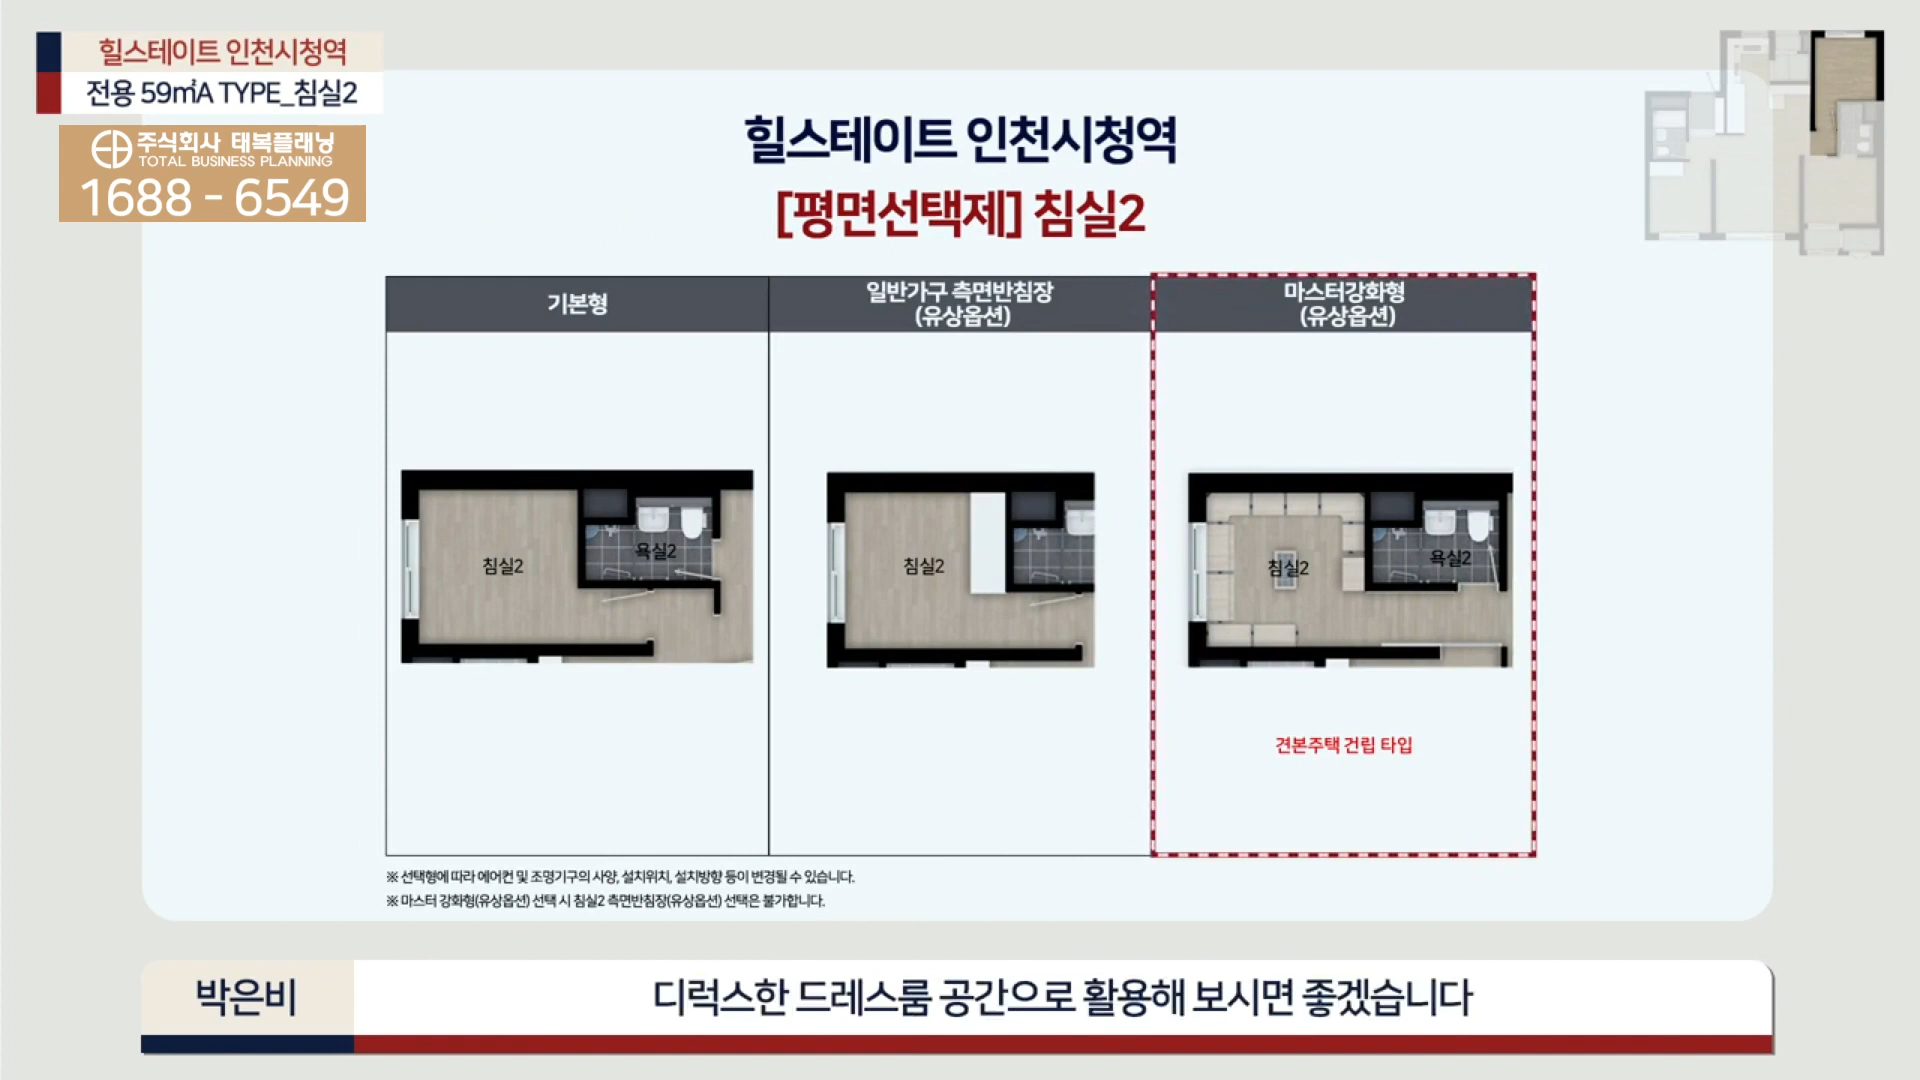 힐스테이트 인천시청역
전용 59㎡A TYPE_침실2
주식회사 태복플래닝
TOTAL BUSINESS PLANNING
1688 - 6549
힐스테이트 인천시청역
[평면선택제] 침실2
기본형
일반가구 측면반침장
(유상옵션)
마스터강화형
(유상옵션)
침실2
욕실2
침실2
침실2
욕실2
견본주택 건립 타입
※ 선택형에 따라 에어컨 및 조명기구의 사양, 설치위치, 설치방향 등이 변경될 수 있습니다.
※ 마스터 강화형(유상옵션) 선택 시 침실2 측면반침장(유상옵션) 선택은 불가합니다.
박은비
디럭스한 드레스룸 공간으로 활용해 보시면 좋겠습니다